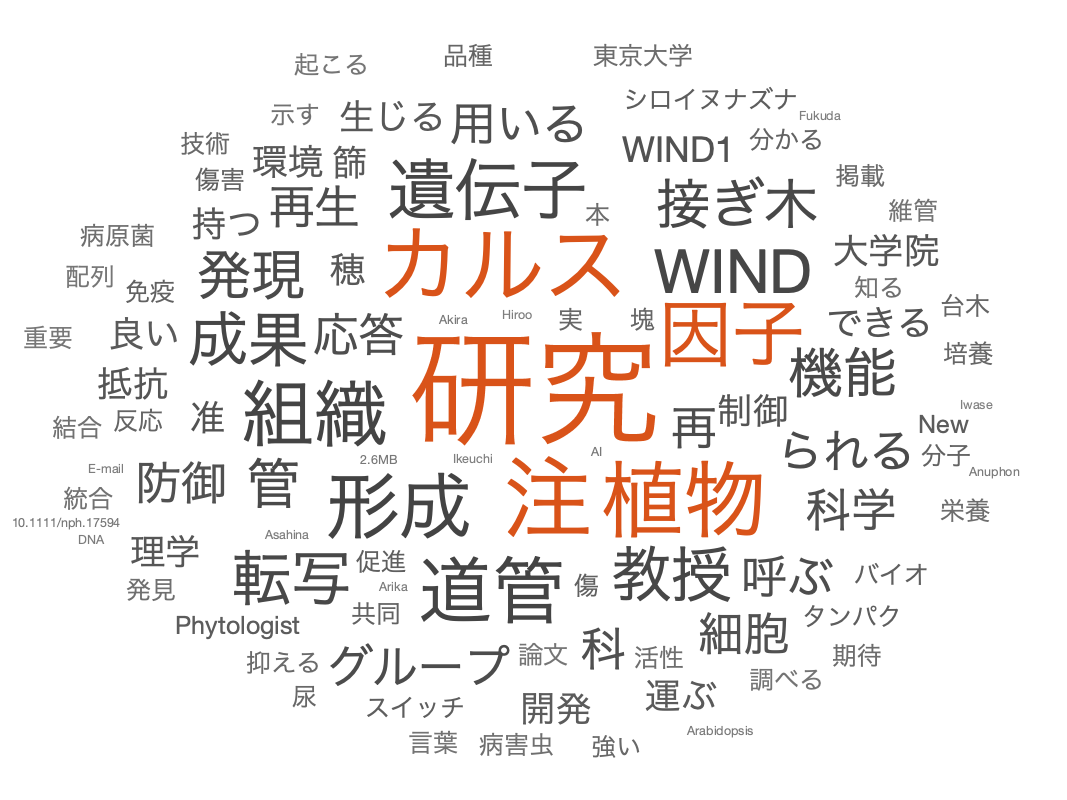 起こる 品種 東京大学
示す 生じる 用いる シロイヌナズナ
Fukuda
技術 環境 篩 WIND1 分かる
傷害 再生 遺伝子 接ぎ木 掲載
持つ 本 維管
病原菌 カルス WIND 大学院
配列 免疫 発現 穂 知る
重要 良い 成果 応答 Akira Hiroo 実 塊 因子 できる 台木
抵抗 研究 機能 培養
結合 反応 准 組織 再 制御 New Iwase
E-mail 防御 管 2.6MB Ikeuchi AI られる 分子 Anuphon
統合 形成 注 植物 科学 栄養
10.1111/nph.17594
DNA Asahina
理学 転写 促進 道管 傷 教授 呼ぶ バイオ
発見 Arika
Phytologist 共同 細胞 タンパク
抑える グループ 論文 科 活性 期待
尿 スイッチ 開発 運ぶ 調べる
言葉 病害虫 強い Arabidopsis